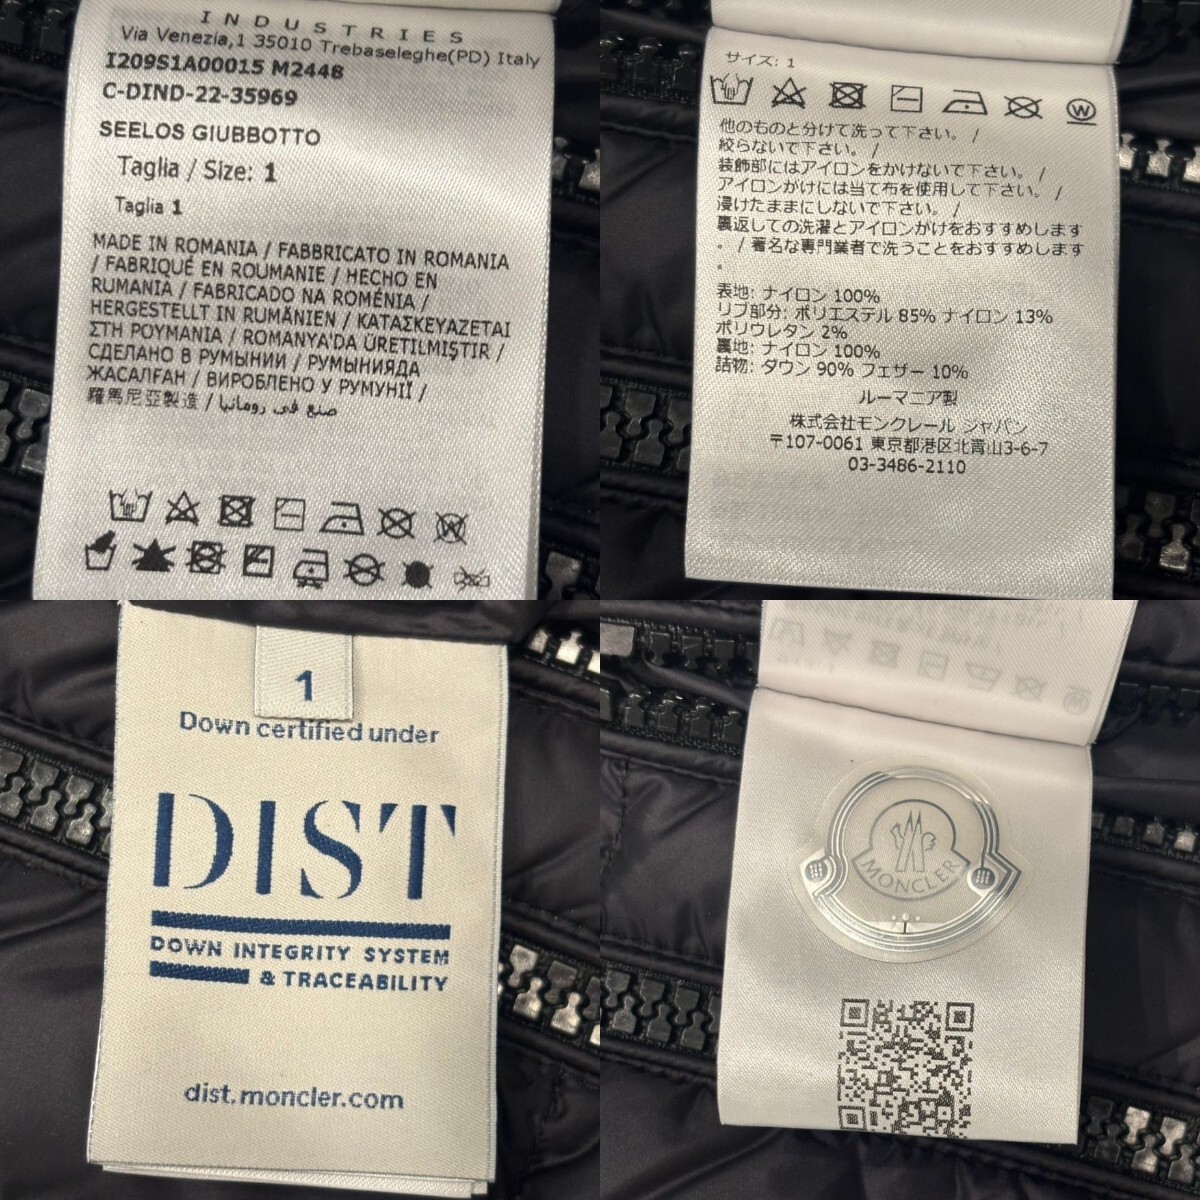 INDUSTRIES
Via Venezia,1 35010 Trebaseleghe(PD) Italy
I209S1A00015 M2448
C-DIND-22-35969
SEELOS GIUBBOTTO
Taglia / Size: 1
Taglia 1
MADE IN ROMANIA / FABBRICATO IN ROMANIA
/ FABRIQUÉ EN ROUMANIE / HECHO EN
RUMANIA / FABRICADO NA ROMÉNIA /
HERGESTELLT IN RUMÄNIEN / ΚΑΤΑΣΚΕΥΑΖΕΤΑΙ
ΣΤΗ ΡΟΥΜΑΝΙΑ / ROMANYA'DA ÜRETILMIŞTIR /
СДЕЛАНО В РУМЫНИИ / РУМЫНИЯДА
ЖАСАЛҒАН / ВИРОБЛЕНО У РУМУНІЇ /
羅馬尼亞製造 / صنع في رومانيا
サイズ: 1
他のものと分けて洗って下さい。 /
絞らないで下さい。 /
装飾部にはアイロンをかけないで下さい。 /
アイロンがけには当て布を使用して下さい。 /
浸けたままにしないで下さい。 /
裏返しての洗濯とアイロンがけをおすすめします
。 / 著名な専門業者で洗うことをおすすめします
。
表地: ナイロン 100%
リブ部分: ポリエステル 85% ナイロン 13%
ポリウレタン 2%
裏地: ナイロン 100%
詰物: ダウン 90% フェザー 10%
ルーマニア製
株式会社モンクレール ジャパン
〒107-0061 東京都港区北青山3-6-7
03-3486-2110
1
Down certified under
DIST
DOWN INTEGRITY SYSTEM
& TRACEABILITY
dist.moncler.com
MONCLER